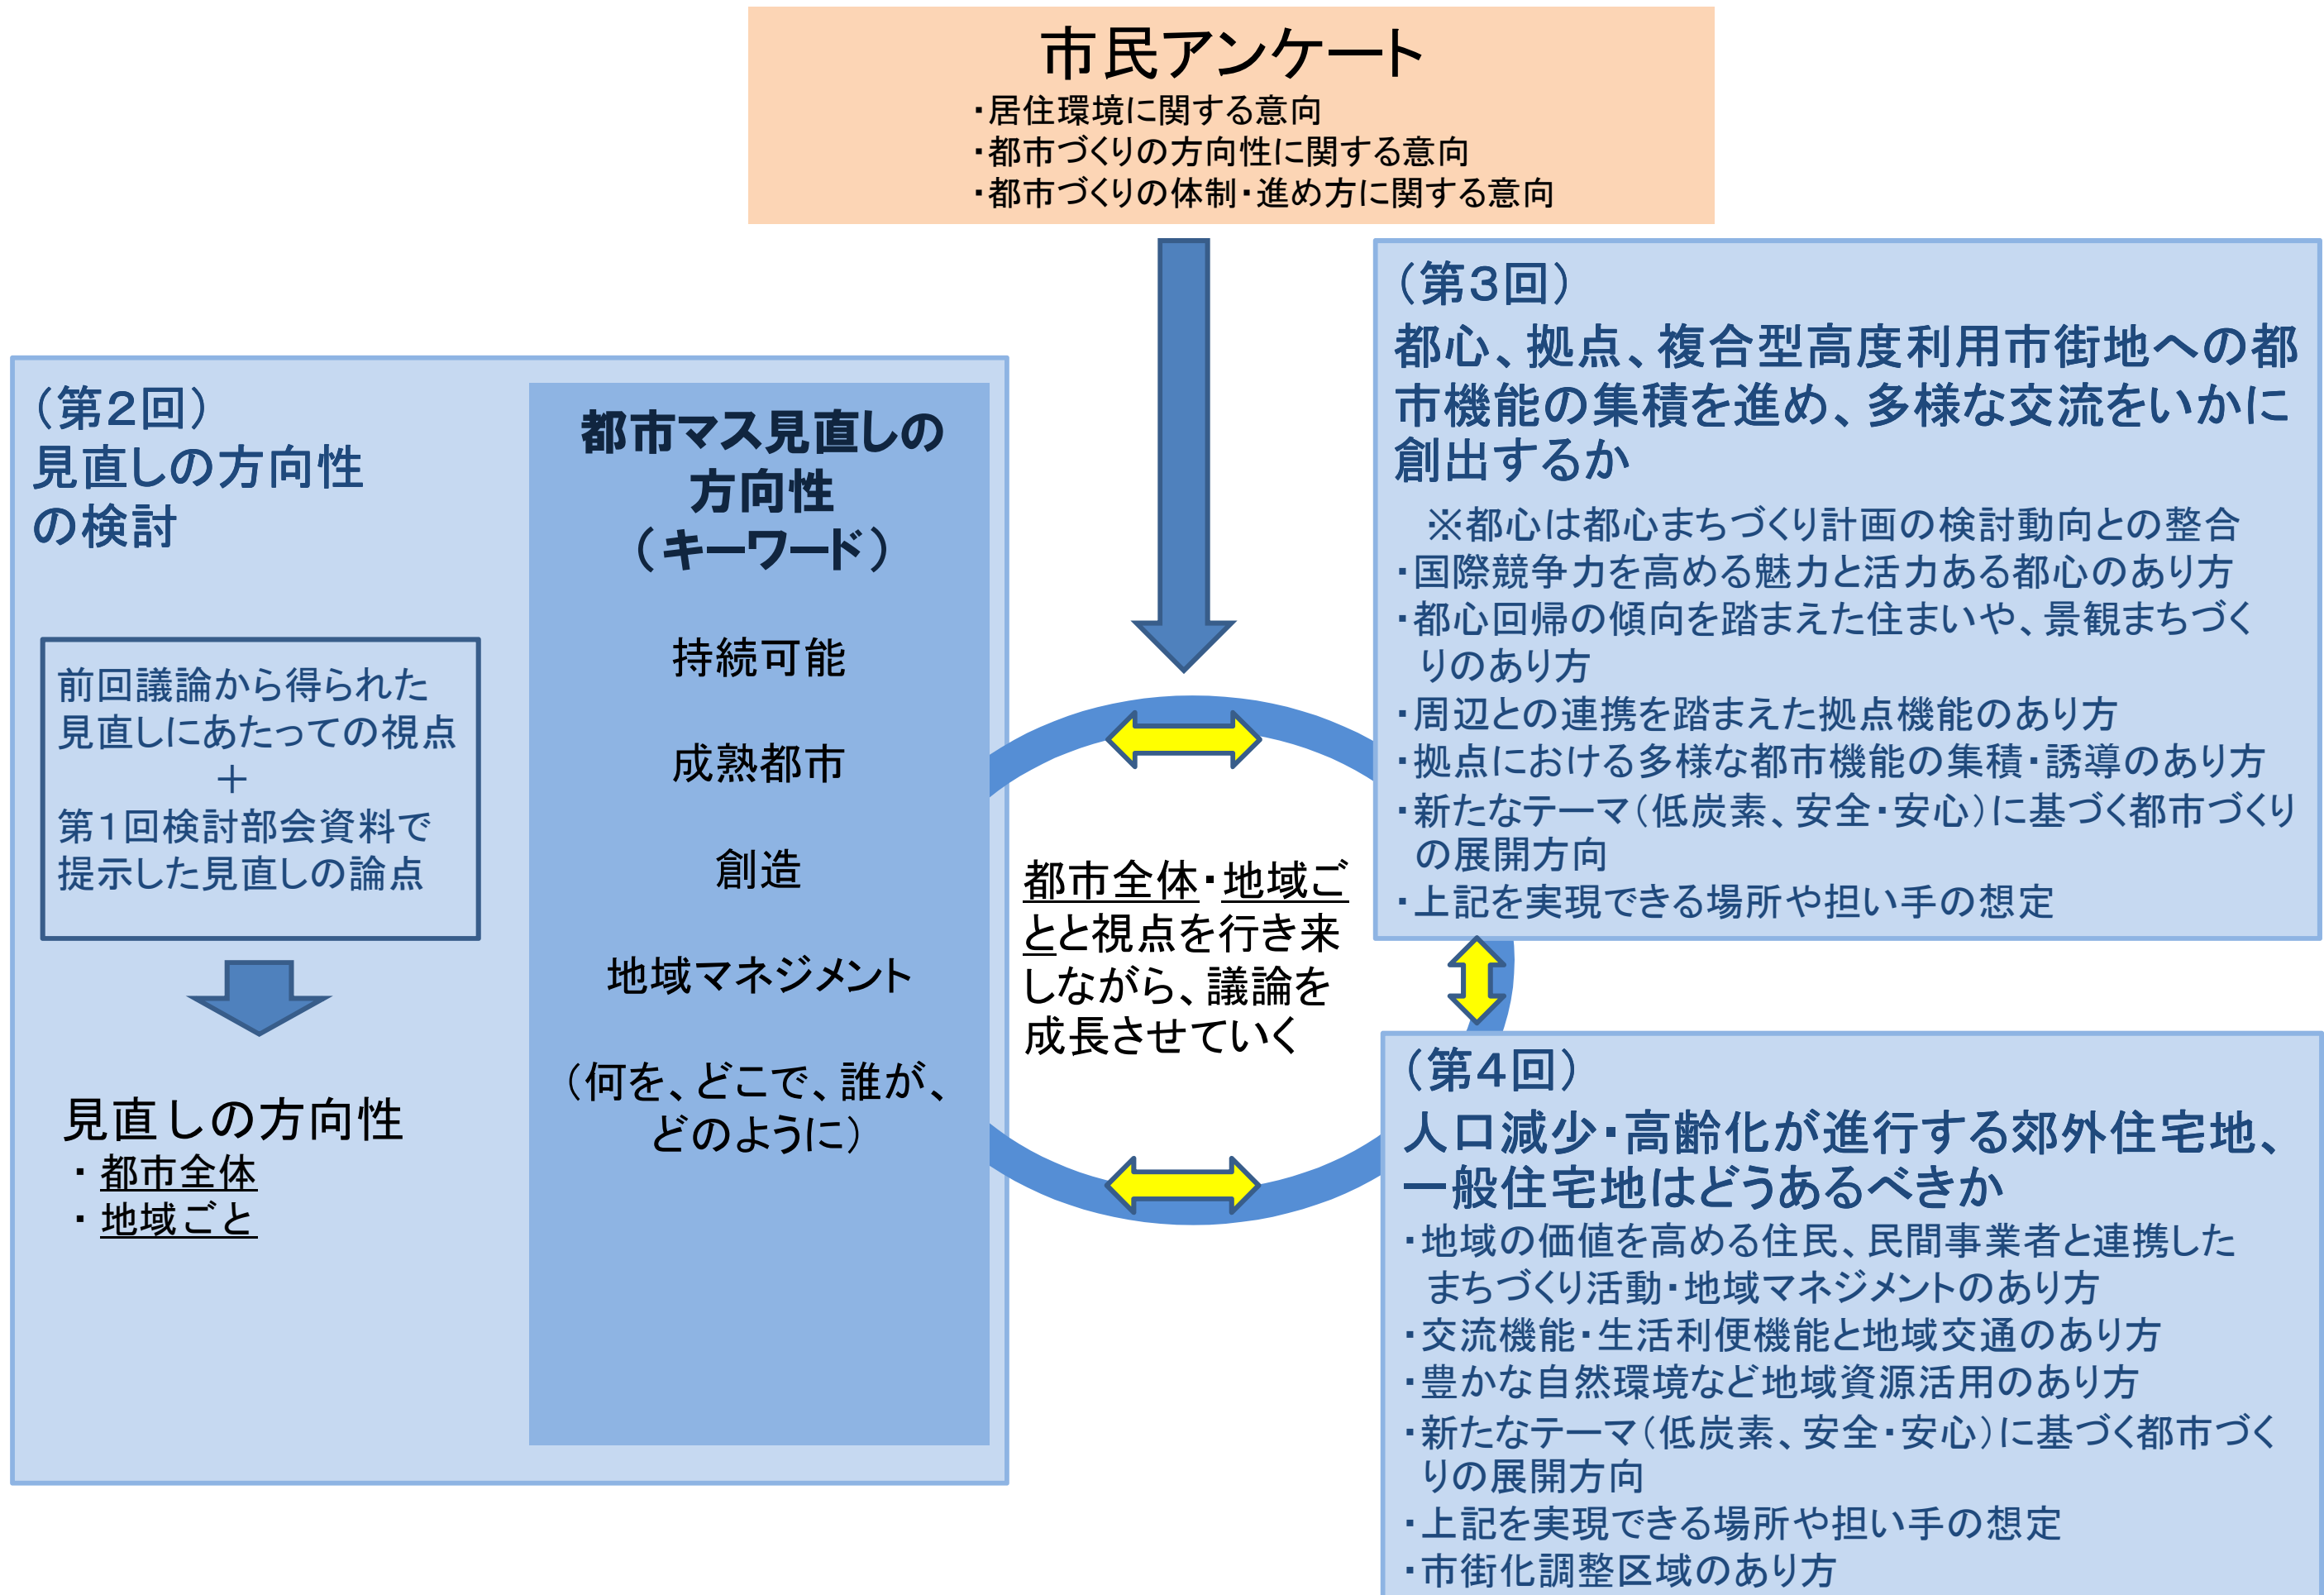 市民アンケート
・居住環境に関する意向
・都市づくりの方向性に関する意向
・都市づくりの体制・進め方に関する意向
（第2回）
見直しの方向性
の検討
前回議論から得られた
見直しにあたっての視点
＋
第1回検討部会資料で
提示した見直しの論点
見直しの方向性
・都市全体
・地域ごと
都市マス見直しの
方向性
（キーワード）
持続可能
成熟都市
創造
地域マネジメント
（何を、どこで、誰が、
どのように）
都市全体・地域ご
とと視点を行き来
しながら、議論を
成長させていく
（第3回）
都心、拠点、複合型高度利用市街地への都
市機能の集積を進め、多様な交流をいかに
創出するか
※都心は都心まちづくり計画の検討動向との整合
・国際競争力を高める魅力と活力ある都心のあり方
・都心回帰の傾向を踏まえた住まいや、景観まちづく
りのあり方
・周辺との連携を踏まえた拠点機能のあり方
・拠点における多様な都市機能の集積・誘導のあり方
・新たなテーマ（低炭素、安全・安心）に基づく都市づくり
の展開方向
・上記を実現できる場所や担い手の想定
（第4回）
人口減少・高齢化が進行する郊外住宅地、
一般住宅地はどうあるべきか
・地域の価値を高める住民、民間事業者と連携した
まちづくり活動・地域マネジメントのあり方
・交流機能・生活利便機能と地域交通のあり方
・豊かな自然環境など地域資源活用のあり方
・新たなテーマ（低炭素、安全・安心）に基づく都市づく
りの展開方向
・上記を実現できる場所や担い手の想定
・市街化調整区域のあり方